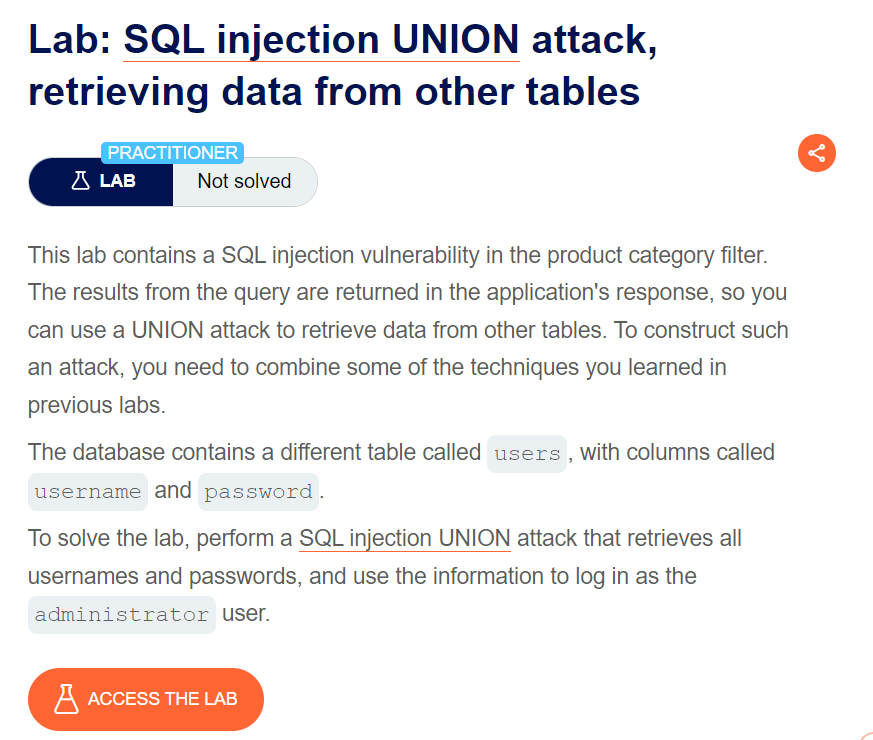 Lab: SQL injection UNION attack,
retrieving data from other tables
PRACTITIONER
LAB
Not solved
This lab contains a SQL injection vulnerability in the product category filter.
The results from the query are returned in the application's response, so you
can use a UNION attack to retrieve data from other tables. To construct such
an attack, you need to combine some of the techniques you learned in
previous labs.
The database contains a different table called users, with columns called
username and password.
To solve the lab, perform a SQL injection UNION attack that retrieves all
usernames and passwords, and use the information to log in as the
administrator user.
ACCESS THE LAB